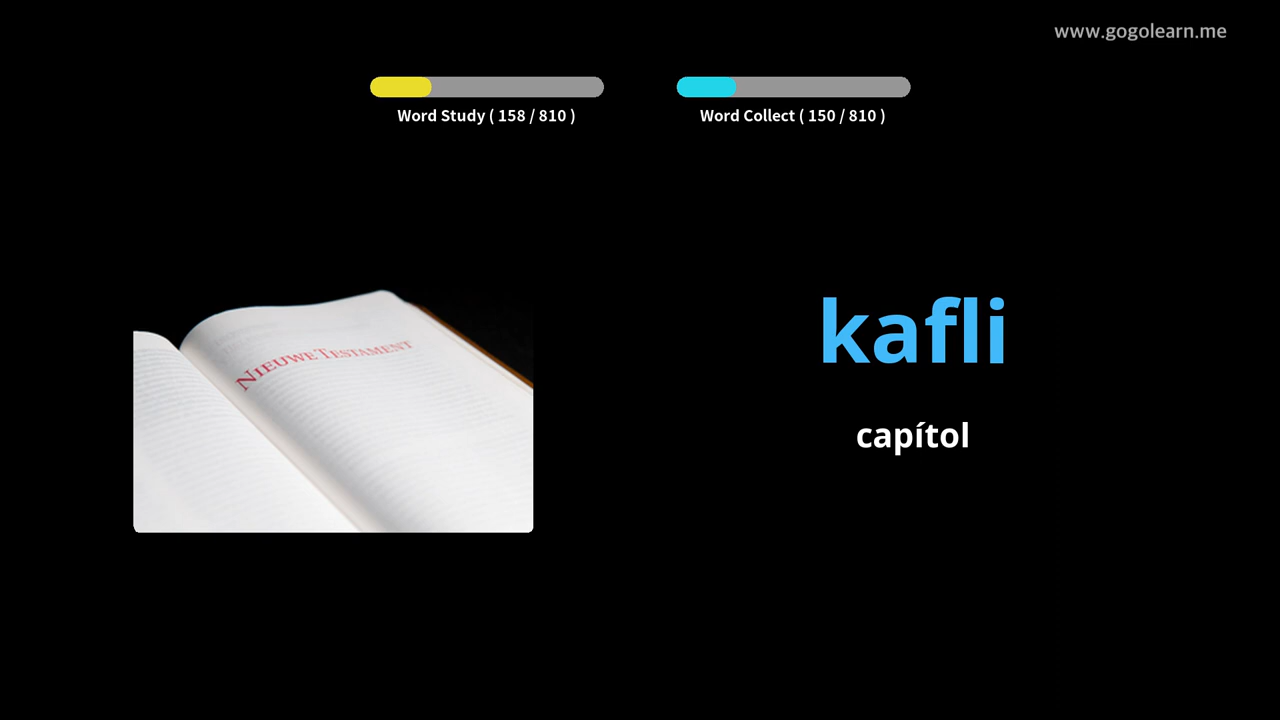 www.gogolearn.me
Word Study ( 158 / 810 )
Word Collect ( 150 / 810 )
NIEUWE TESTAMENT
kafli
capítol